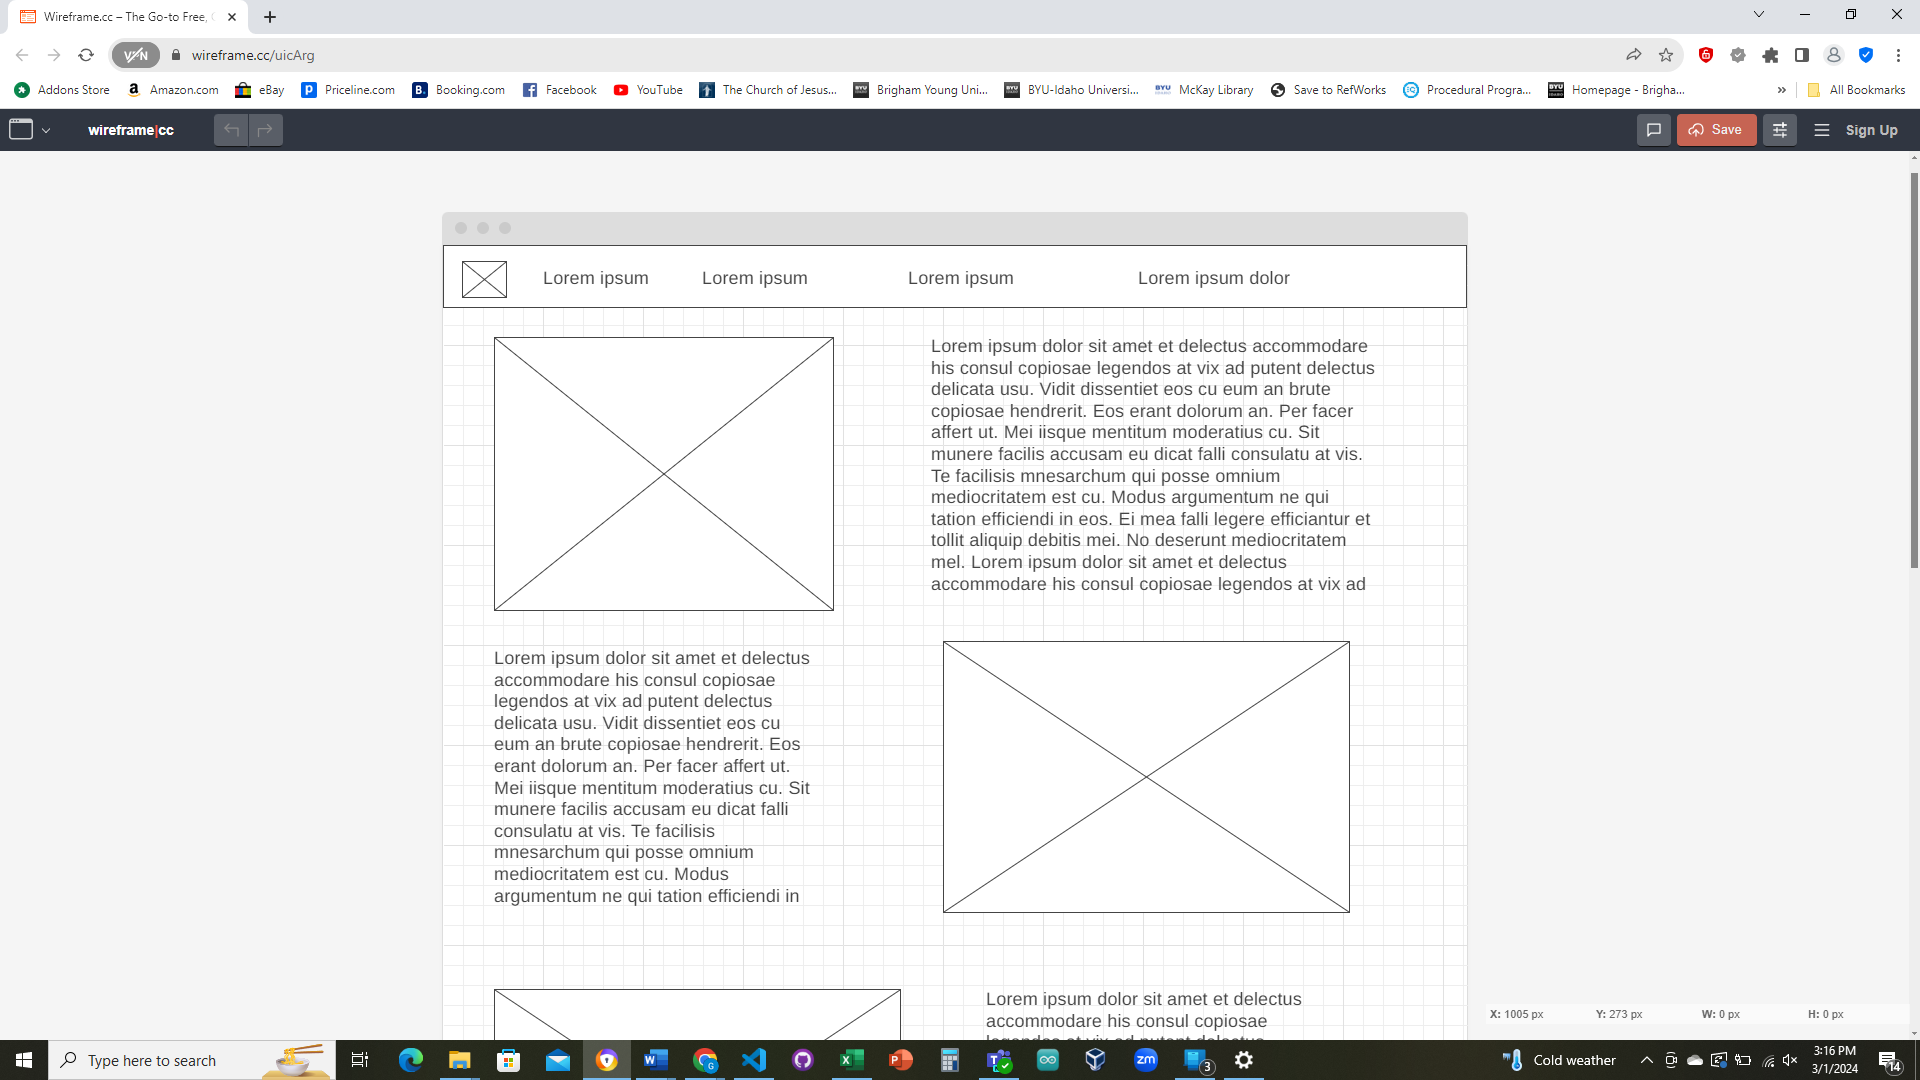 Wireframe.cc – The Go-to Free,
VPN
wireframe.cc/uicArg
Addons Store
Amazon.com
eBay
Priceline.com
Booking.com
Facebook
YouTube
The Church of Jesus...
Brigham Young Uni...
BYU-Idaho Universi...
McKay Library
Save to RefWorks
Procedural Progra...
Homepage - Brigha...
»
All Bookmarks
wireframe|cc
Save
Sign Up
Lorem ipsum
Lorem ipsum
Lorem ipsum
Lorem ipsum dolor
Lorem ipsum dolor sit amet et delectus accommodare
his consul copiosae legendos at vix ad putent delectus
delicata usu. Vidit dissentiet eos cu eum an brute
copiosae hendrerit. Eos erant dolorum an. Per facer
affert ut. Mei iisque mentitum moderatius cu. Sit
munere facilis accusam eu dicat falli consulatu at vis.
Te facilisis mnesarchum qui posse omnium
mediocritatem est cu. Modus argumentum ne qui
tation efficiendi in eos. Ei mea falli legere efficiantur et
tollit aliquip debitis mei. No deserunt mediocritatem
mel. Lorem ipsum dolor sit amet et delectus
accommodare his consul copiosae legendos at vix ad
Lorem ipsum dolor sit amet et delectus
accommodare his consul copiosae
legendos at vix ad putent delectus
delicata usu. Vidit dissentiet eos cu
eum an brute copiosae hendrerit. Eos
erant dolorum an. Per facer affert ut.
Mei iisque mentitum moderatius cu. Sit
munere facilis accusam eu dicat falli
consulatu at vis. Te facilisis
mnesarchum qui posse omnium
mediocritatem est cu. Modus
argumentum ne qui tation efficiendi in
Lorem ipsum dolor sit amet et delectus
accommodare his consul copiosae
legendos at vix ad putent delectus
X: 1005 px
Y: 273 px
W: 0 px
H: 0 px
Type here to search
zm
3
Cold weather
3:16 PM
3/1/2024
14